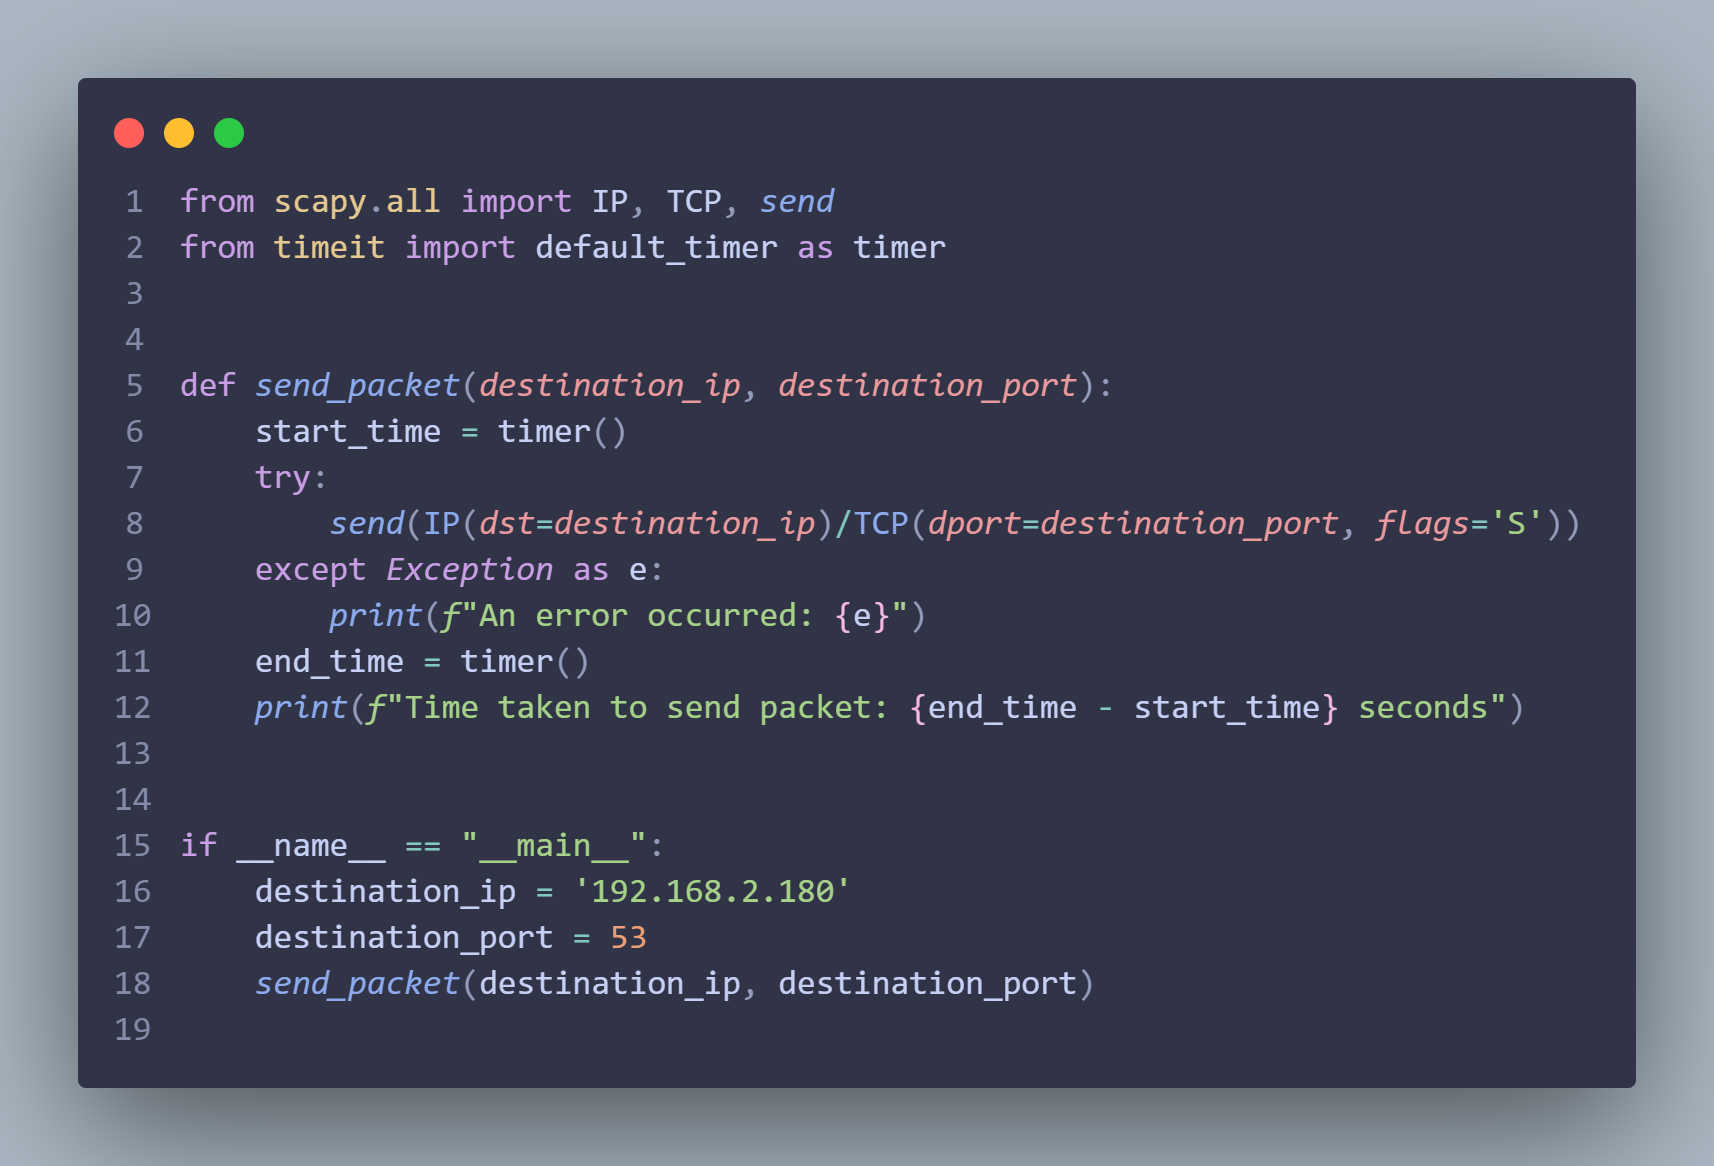 1 from scapy.all import IP, TCP, send
2 from timeit import default_timer as timer
3
4
5 def send_packet(destination_ip, destination_port):
6     start_time = timer()
7     try:
8         send(IP(dst=destination_ip)/TCP(dport=destination_port, flags='S'))
9     except Exception as e:
10         print(f"An error occurred: {e}")
11     end_time = timer()
12     print(f"Time taken to send packet: {end_time - start_time} seconds")
13
14
15 if __name__ == "__main__":
16     destination_ip = '192.168.2.180'
17     destination_port = 53
18     send_packet(destination_ip, destination_port)
19